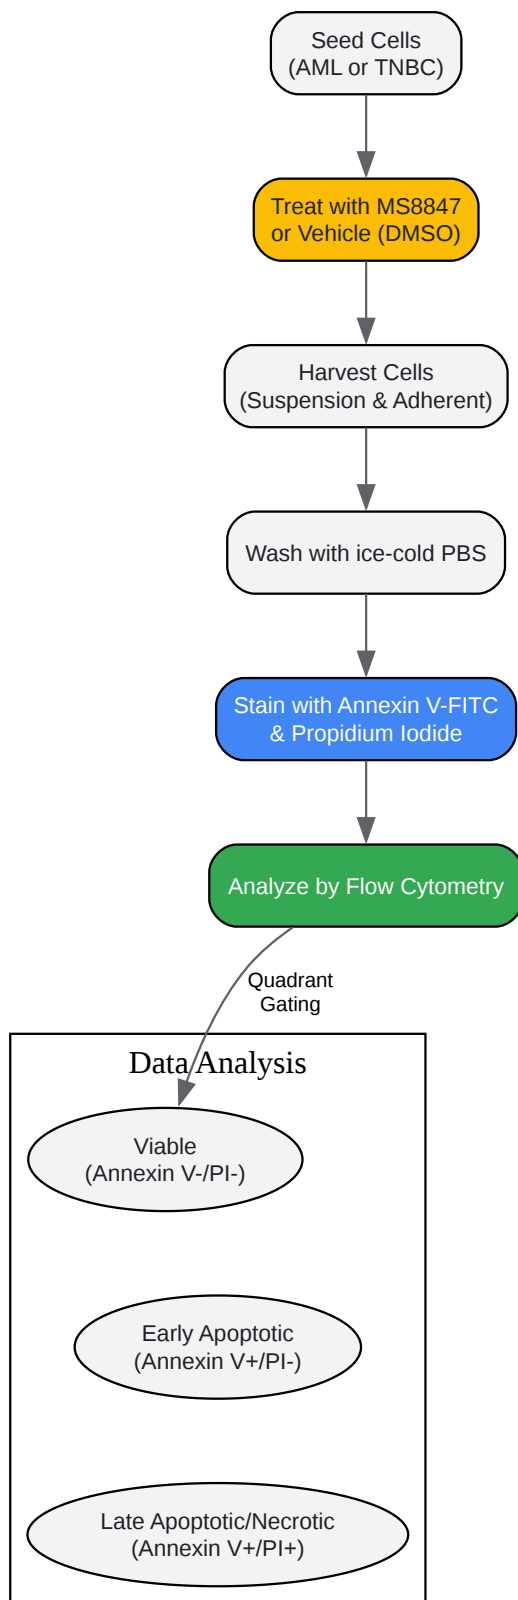 Seed Cells
(AML or TNBC)
Treat with MS8847
or Vehicle (DMSO)
Harvest Cells
(Suspension & Adherent)
Wash with ice-cold PBS
Stain with Annexin V-FITC
& Propidium Iodide
Analyze by Flow Cytometry
Quadrant
Gating
Data Analysis
Viable
(Annexin V-/PI-)
Early Apoptotic
(Annexin V+/PI-)
Late Apoptotic/Necrotic
(Annexin V+/PI+)